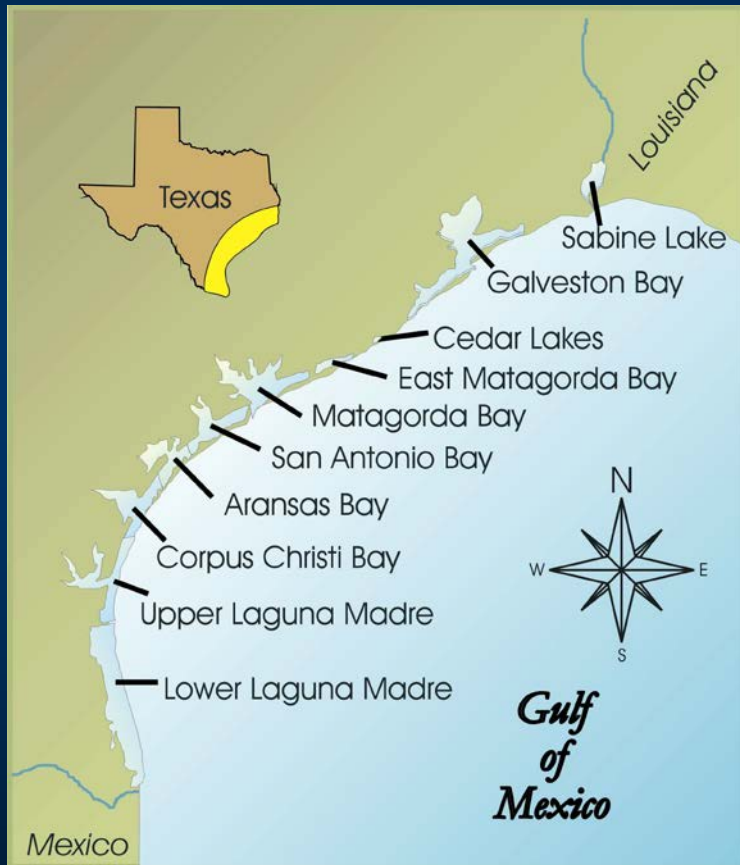 Louisiana
Texas
Sabine Lake
Galveston Bay
Cedar Lakes
East Matagorda Bay
Matagorda Bay
San Antonio Bay
Aransas Bay
Corpus Christi Bay
Upper Laguna Madre
Lower Laguna Madre
N
W
E
S
Gulf
of
Mexico
Mexico